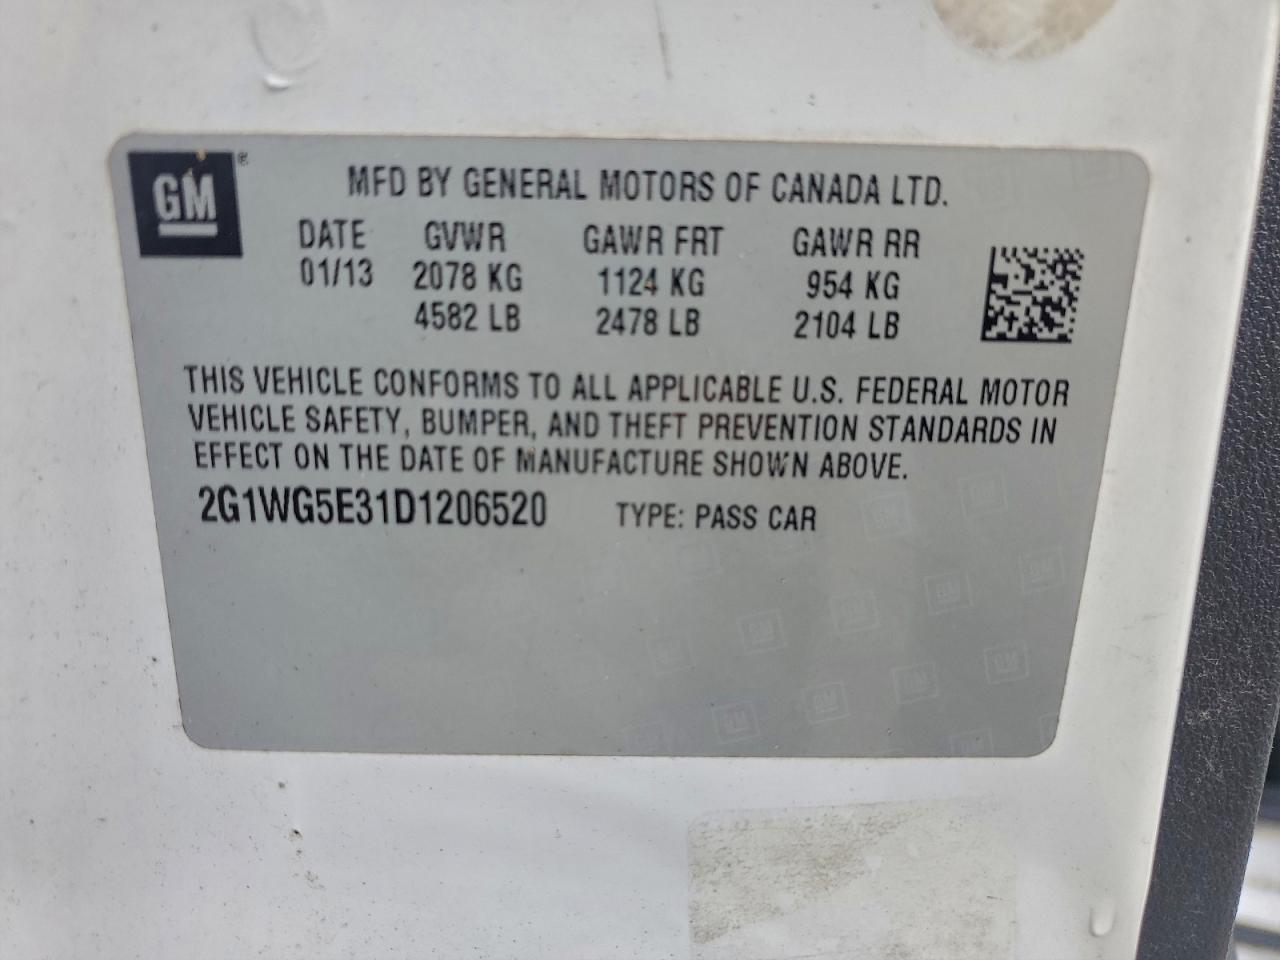 GM®
MFD BY GENERAL MOTORS OF CANADA LTD.
DATE GVWR GAWR FRT GAWR RR
01/13 2078 KG 1124 KG 954 KG
4582 LB 2478 LB 2104 LB
THIS VEHICLE CONFORMS TO ALL APPLICABLE U.S. FEDERAL MOTOR
VEHICLE SAFETY, BUMPER, AND THEFT PREVENTION STANDARDS IN
EFFECT ON THE DATE OF MANUFACTURE SHOWN ABOVE.
2G1WG5E31D1206520 TYPE: PASS CAR